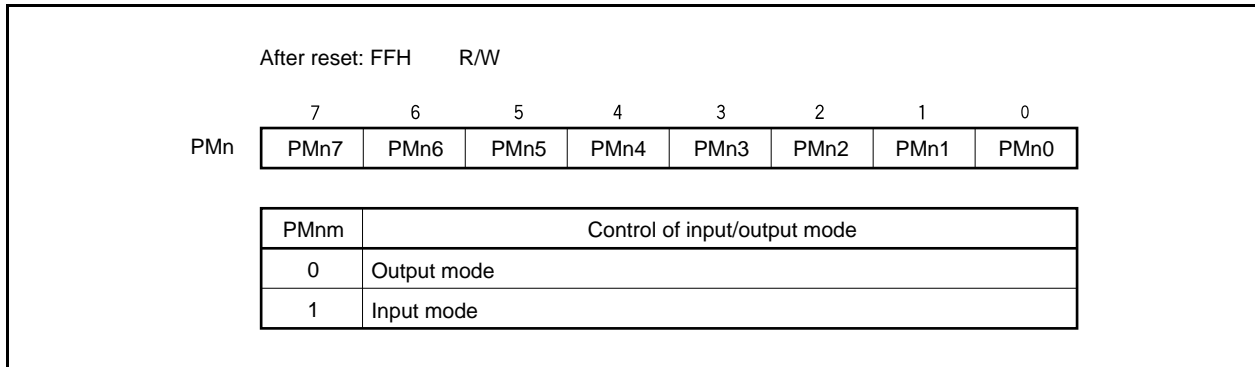 After reset: FFH R/W
7 6 5 4 3 2 1 0
PMn PMn7 PMn6 PMn5 PMn4 PMn3 PMn2 PMn1 PMn0
PMnm Control of input/output mode
0 Output mode
1 Input mode